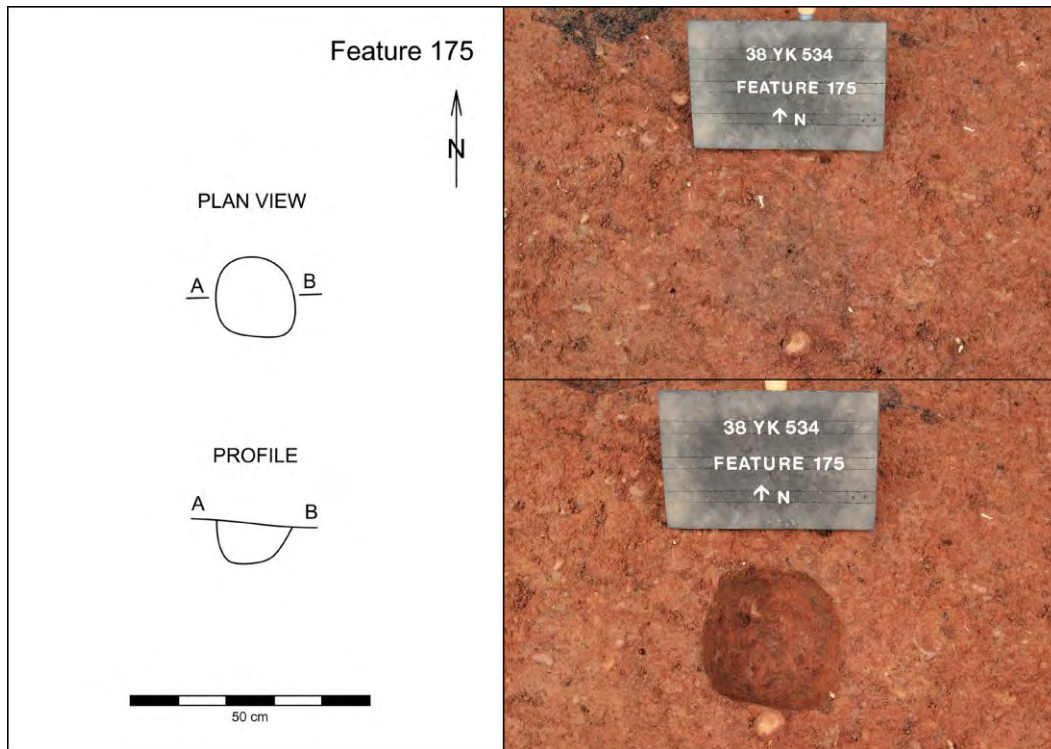 Feature 175
N
PLAN VIEW
A B
PROFILE
A B
50 cm
38 YK 534
FEATURE 175
↑ N
38 YK 534
FEATURE 175
↑ N